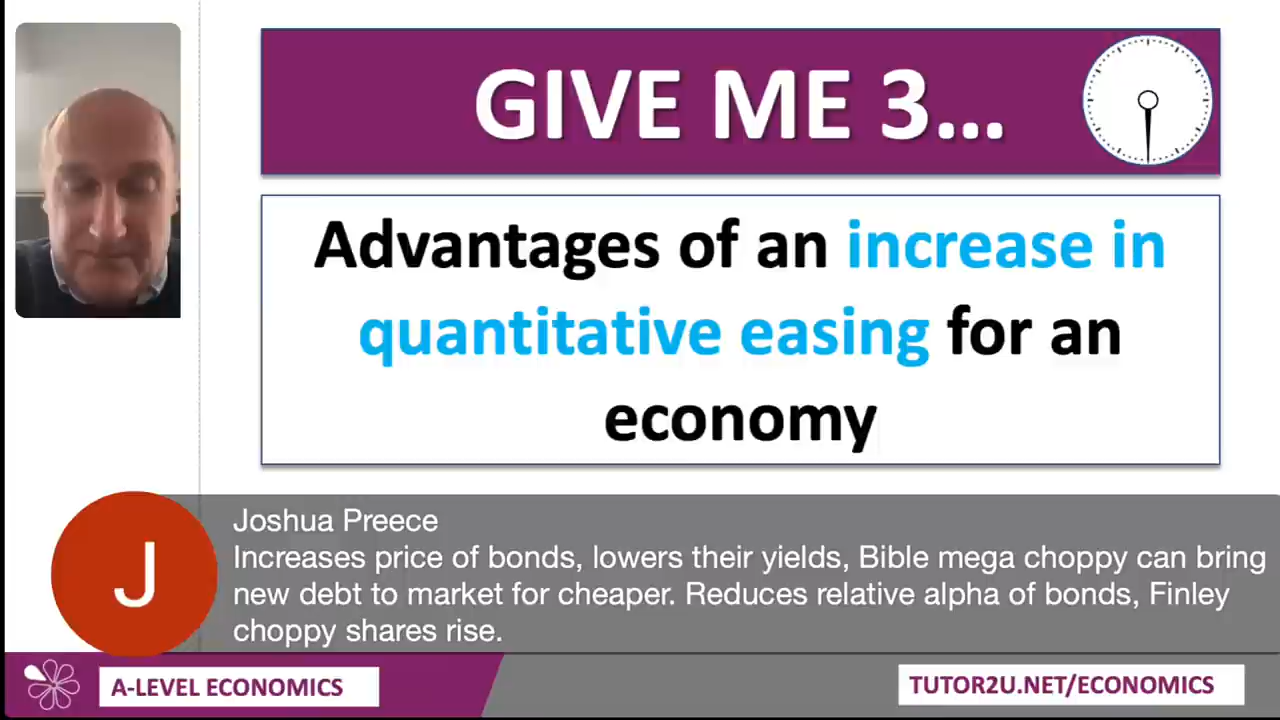 GIVE ME 3...
Advantages of an increase in
quantitative easing for an
economy
J
Joshua Preece
Increases price of bonds, lowers their yields, Bible mega choppy can bring
new debt to market for cheaper. Reduces relative alpha of bonds, Finley
choppy shares rise.
A-LEVEL ECONOMICS
TUTOR2U.NET/ECONOMICS